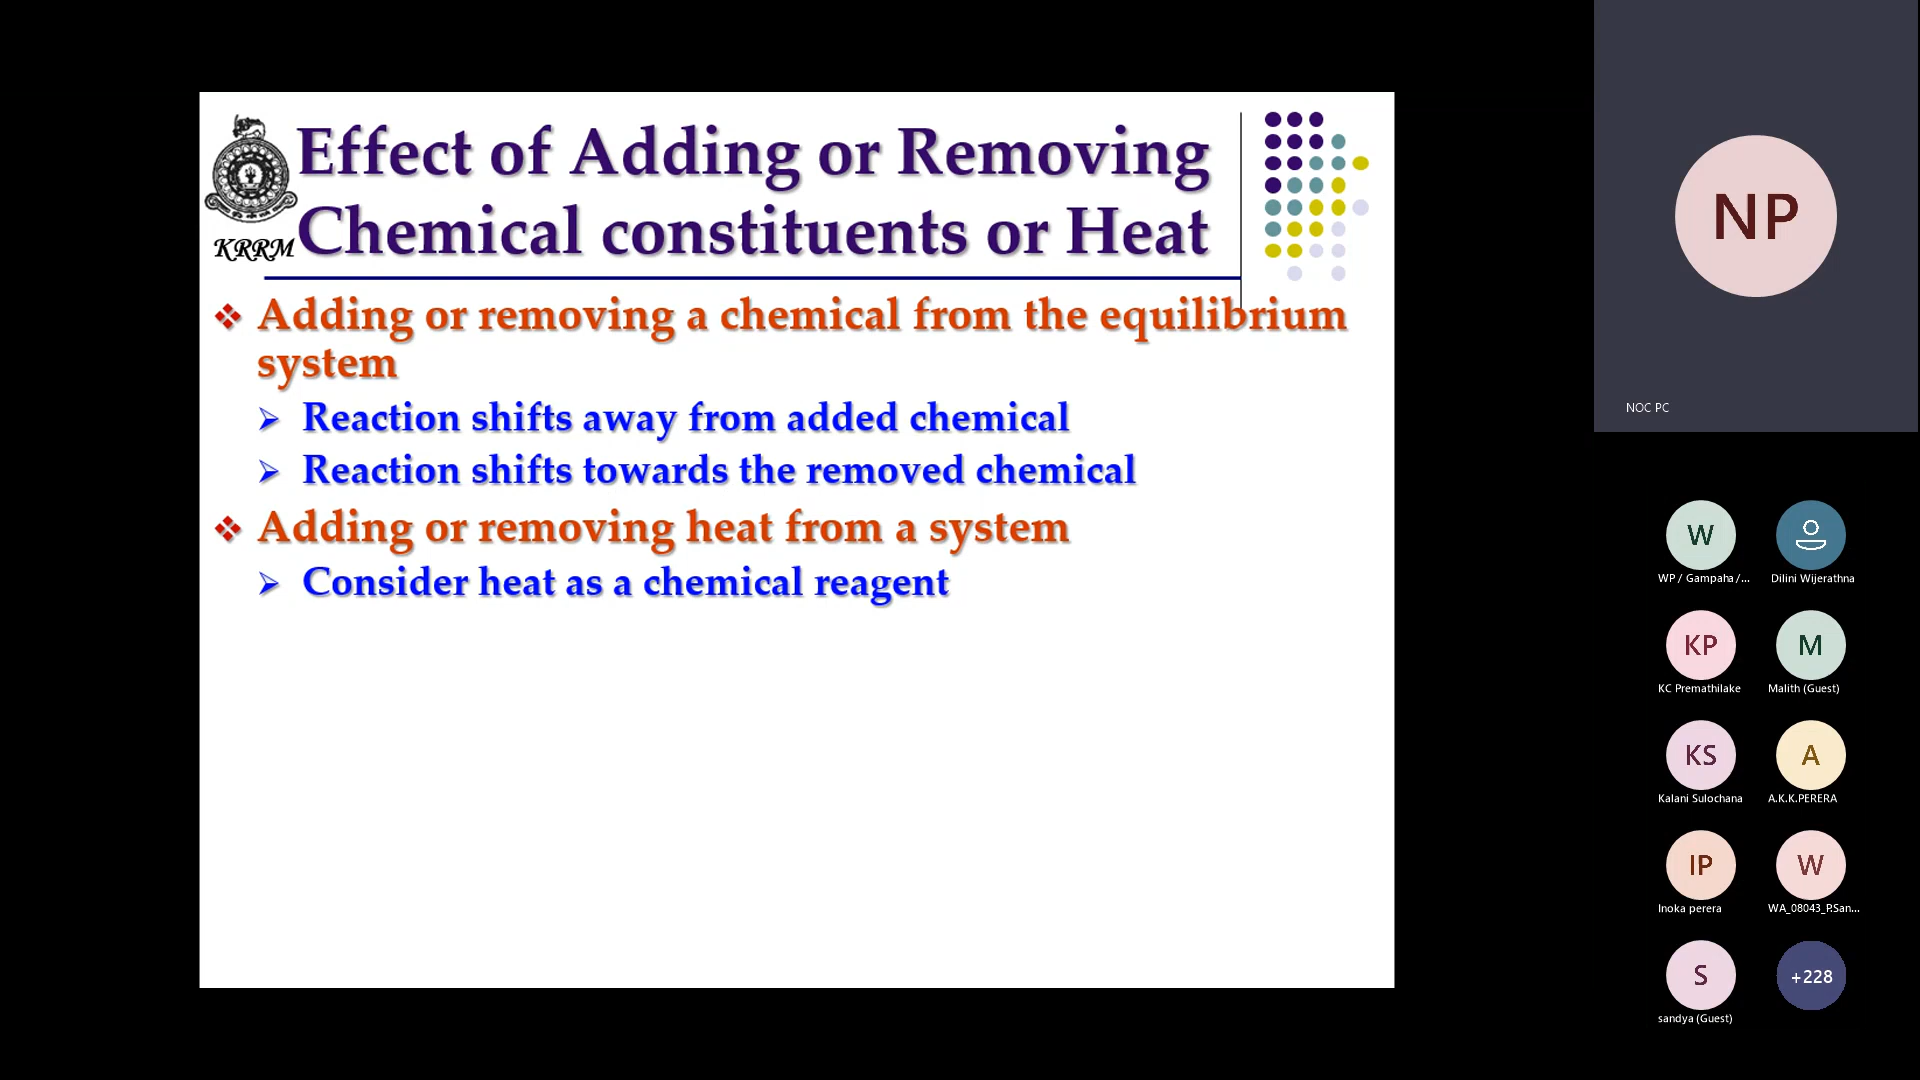 Effect of Adding or Removing
Chemical constituents or Heat
KRRM
Adding or removing a chemical from the equilibrium
system
Reaction shifts away from added chemical
Reaction shifts towards the removed chemical
Adding or removing heat from a system
Consider heat as a chemical reagent
NP
NOC PC
W
WP / Gampaha /...
Dilini Wijerathna
KP
KC Premathilake
M
Malith (Guest)
KS
Kalani Sulochana
A
A.K.K.PERERA
IP
Inoka perera
W
WA_08043_P.San...
S
sandya (Guest)
+228